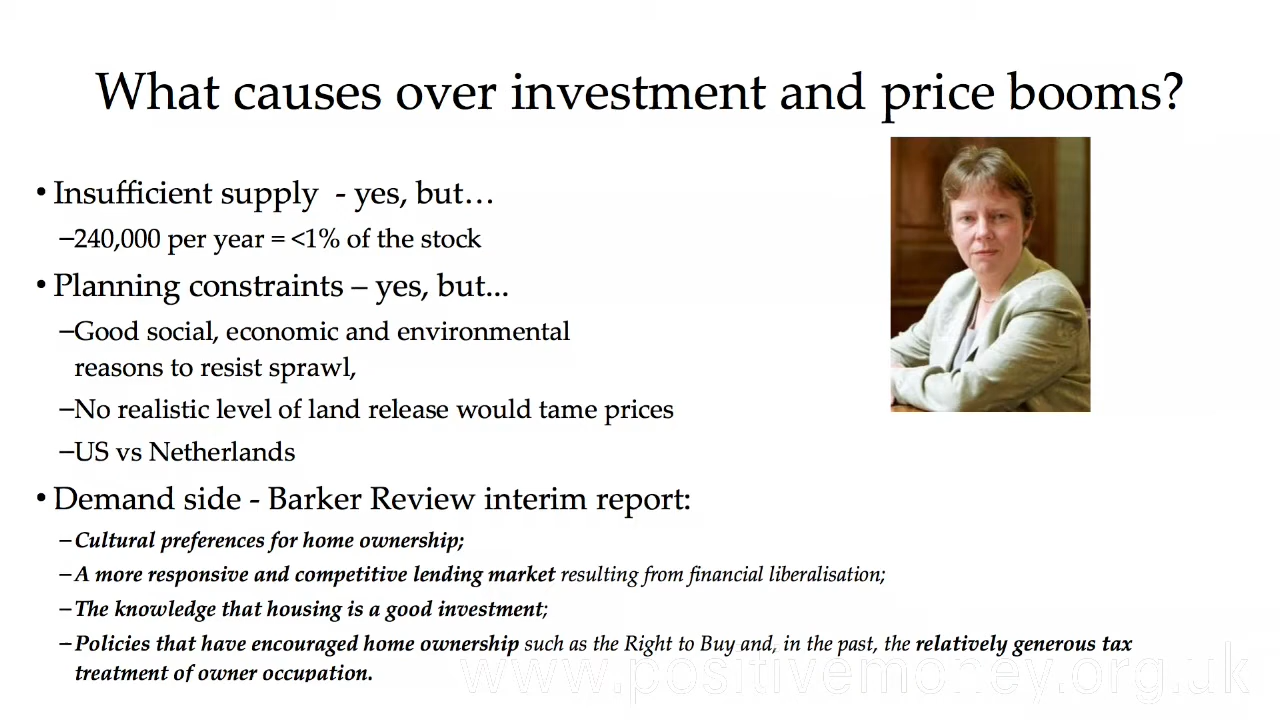 What causes over investment and price booms?
• Insufficient supply - yes, but…
–240,000 per year = <1% of the stock
• Planning constraints – yes, but...
–Good social, economic and environmental
reasons to resist sprawl,
–No realistic level of land release would tame prices
–US vs Netherlands
• Demand side - Barker Review interim report:
–Cultural preferences for home ownership;
–A more responsive and competitive lending market resulting from financial liberalisation;
–The knowledge that housing is a good investment;
–Policies that have encouraged home ownership such as the Right to Buy and, in the past, the relatively generous tax
treatment of owner occupation.
www.positivemoney.org.uk